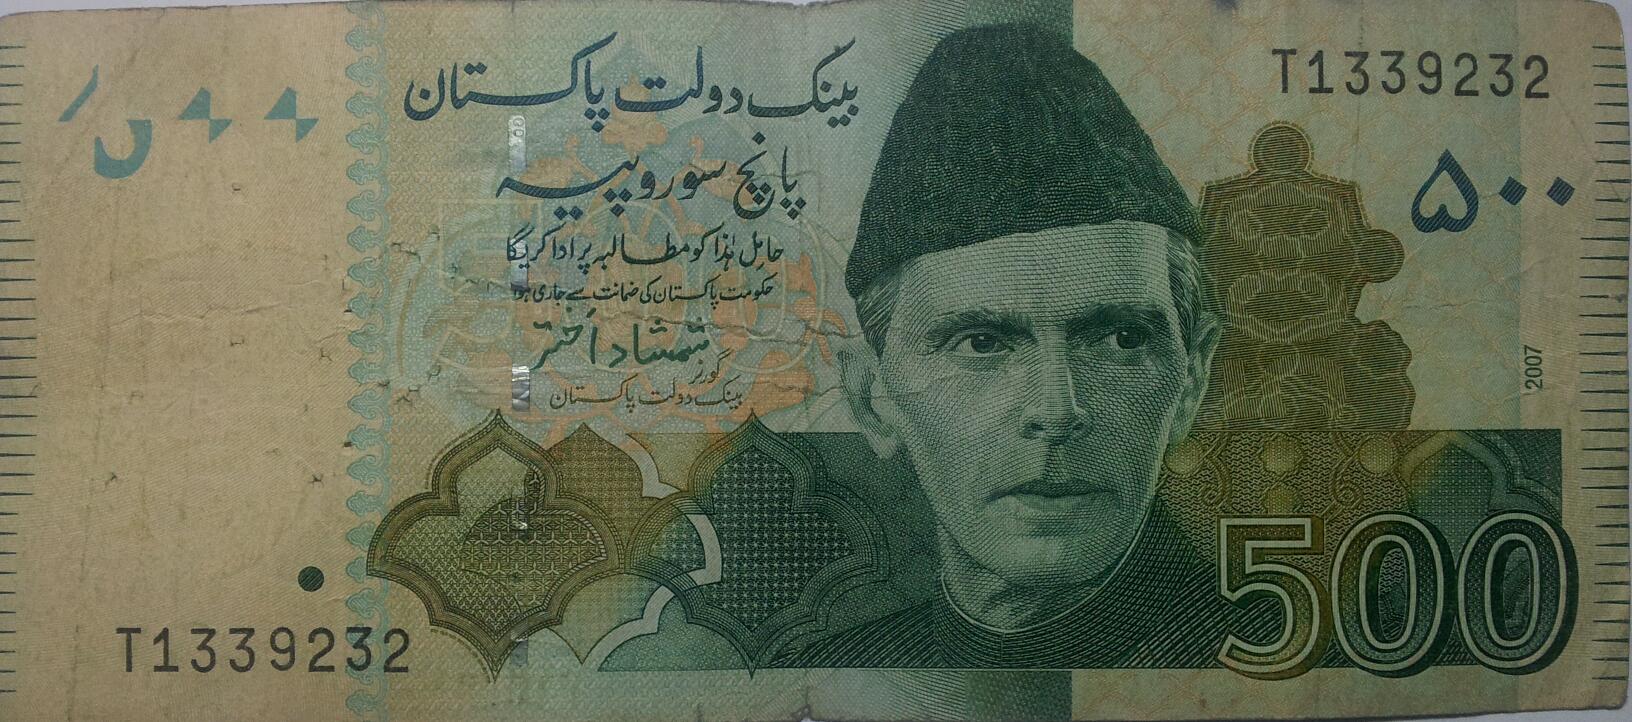 بینک دولت پاکستان
T1339232
پانچ سو روپیہ
۵۰۰
حامل ہٰذا کو مطالبہ پر ادا کریگا
حکومت پاکستان کی ضمانت سے جاری ہوا
شمشاد اختر
گورنر
بینک دولت پاکستان
2007
500
T1339232